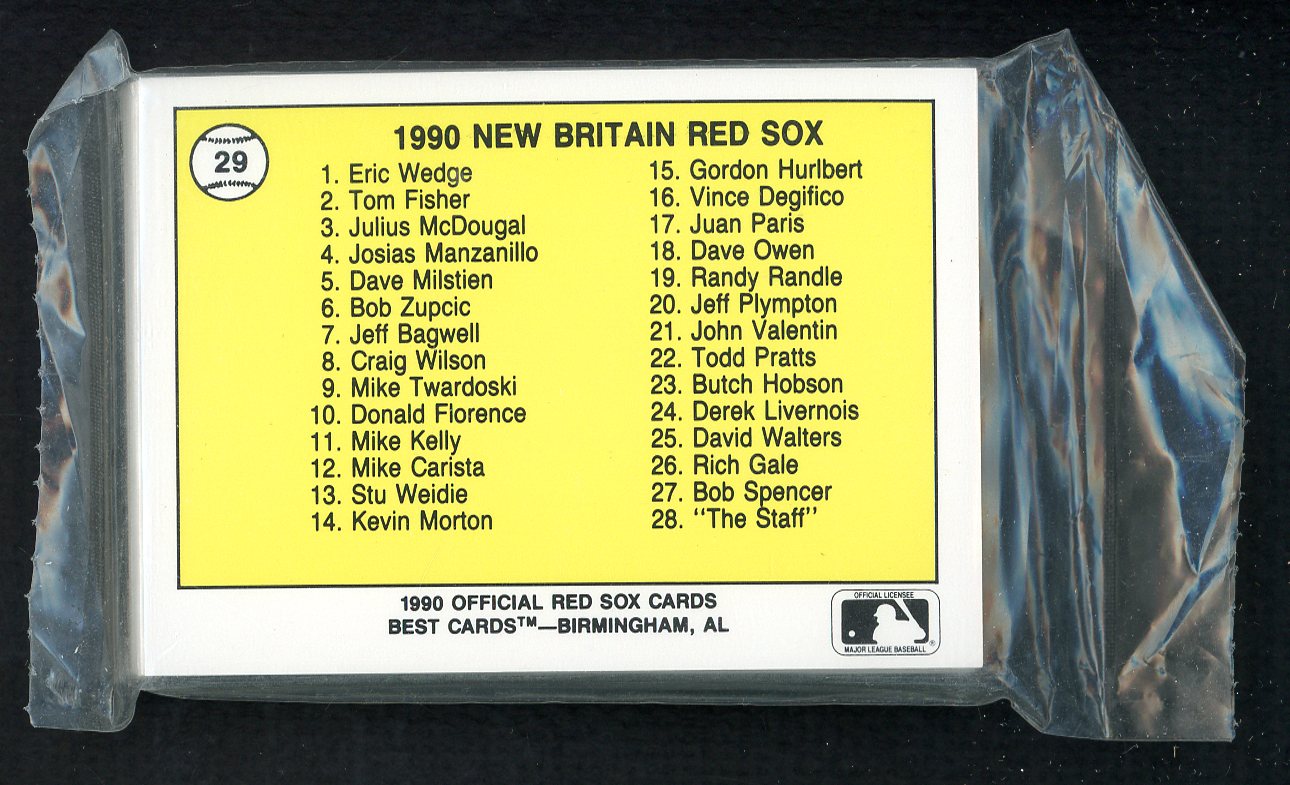 29
1990 NEW BRITAIN RED SOX
1. Eric Wedge
2. Tom Fisher
3. Julius McDougal
4. Josias Manzanillo
5. Dave Milstien
6. Bob Zupcic
7. Jeff Bagwell
8. Craig Wilson
9. Mike Twardoski
10. Donald Florence
11. Mike Kelly
12. Mike Carista
13. Stu Weidie
14. Kevin Morton
15. Gordon Hurlbert
16. Vince Degifico
17. Juan Paris
18. Dave Owen
19. Randy Randle
20. Jeff Plympton
21. John Valentin
22. Todd Pratts
23. Butch Hobson
24. Derek Livernois
25. David Walters
26. Rich Gale
27. Bob Spencer
28. "The Staff"
1990 OFFICIAL RED SOX CARDS
BEST CARDS™—BIRMINGHAM, AL
OFFICIAL LICENSEE
MAJOR LEAGUE BASEBALL®